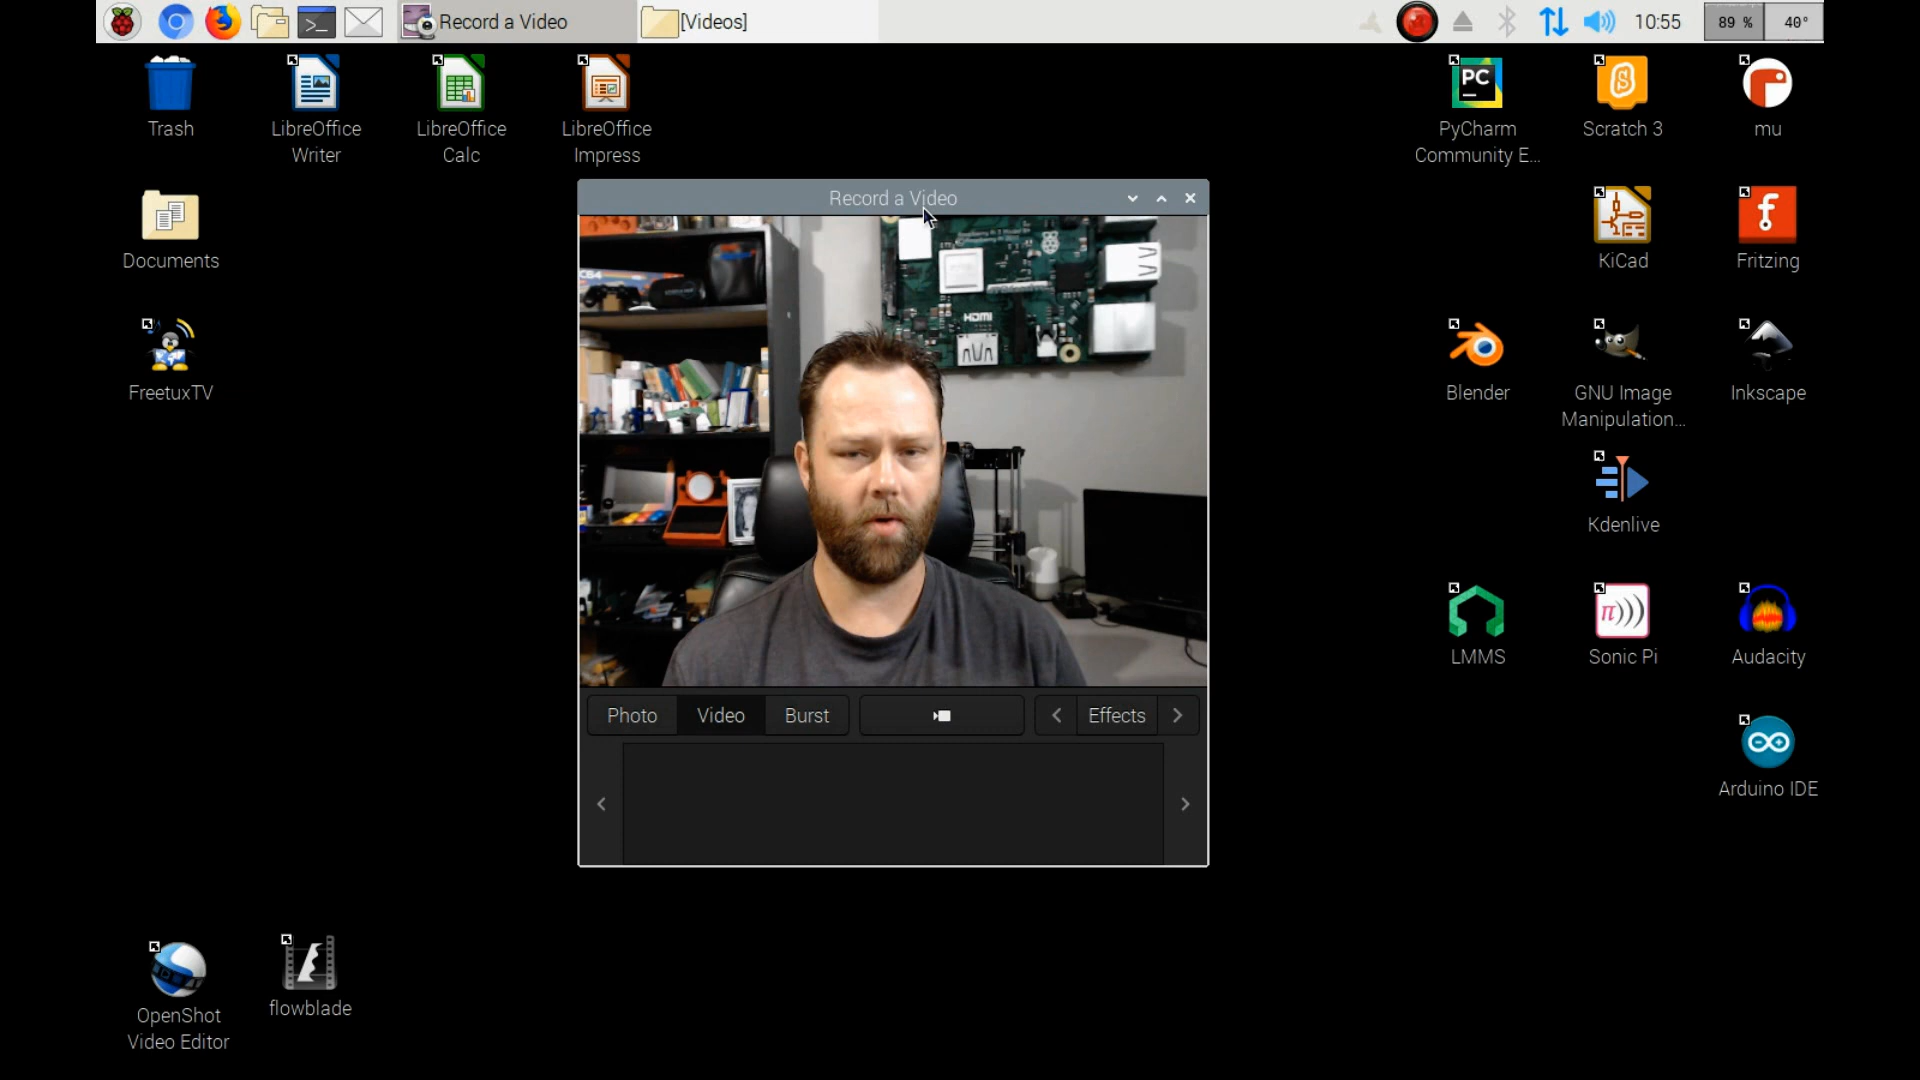 Record a Video
[Videos]
10:55
89 %
40°
Trash
LibreOffice
Writer
LibreOffice
Calc
LibreOffice
Impress
PC
PyCharm
Community E...
Scratch 3
mu
Documents
KiCad
Fritzing
FreetuxTV
Blender
GNU Image
Manipulation...
Inkscape
Kdenlive
LMMS
Sonic Pi
Audacity
Arduino IDE
Record a Video
C64
HDMI
Photo
Video
Burst
Effects
OpenShot
Video Editor
flowblade